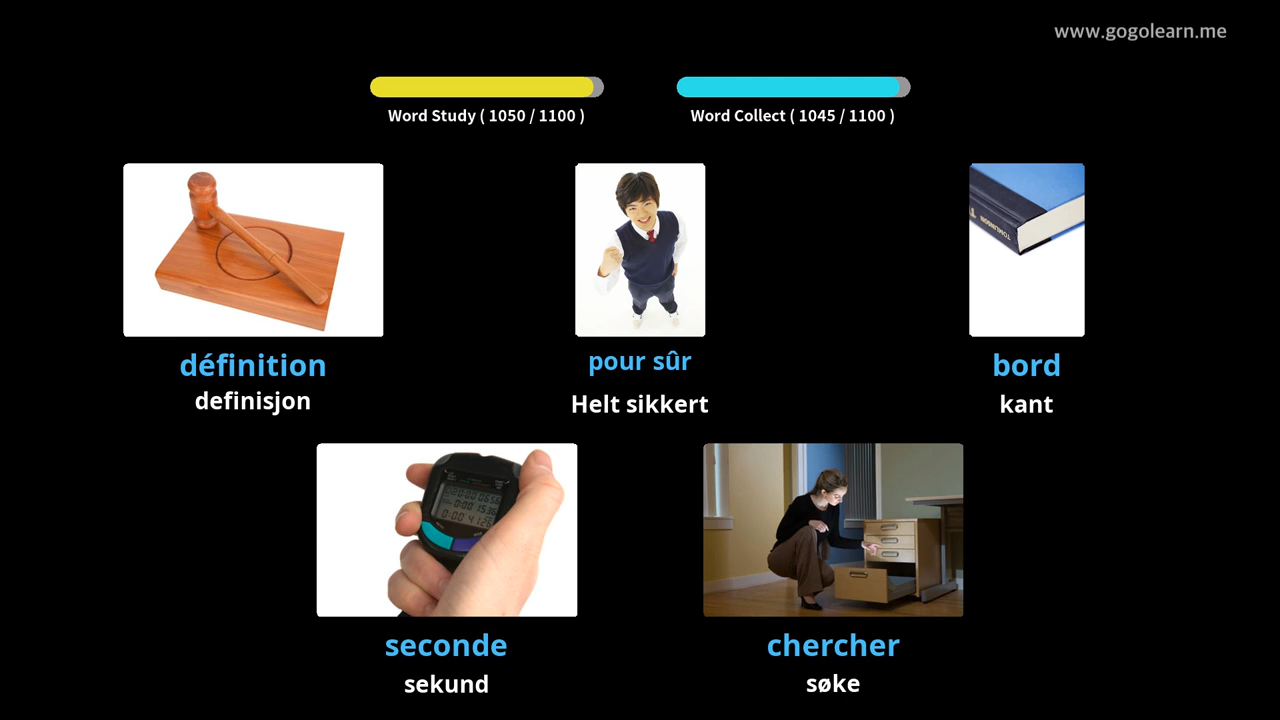 www.gogolearn.me
Word Study ( 1050 / 1100 )
Word Collect ( 1045 / 1100 )
TOMLINSON
définition
definisjon
pour sûr
Helt sikkert
bord
kant
seconde
sekund
chercher
søke